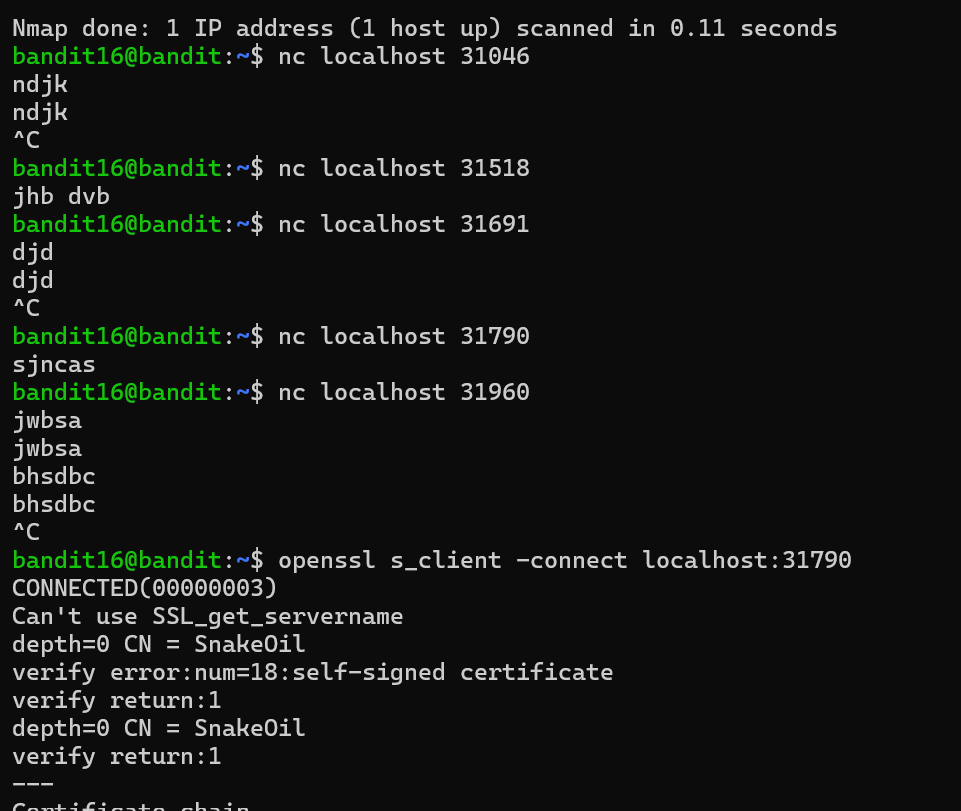 Nmap done: 1 IP address (1 host up) scanned in 0.11 seconds
bandit16@bandit:~$ nc localhost 31046
ndjk
ndjk
^C
bandit16@bandit:~$ nc localhost 31518
jhb dvb
bandit16@bandit:~$ nc localhost 31691
djd
djd
^C
bandit16@bandit:~$ nc localhost 31790
sjncas
bandit16@bandit:~$ nc localhost 31960
jwbsa
jwbsa
bhsdbc
bhsdbc
^C
bandit16@bandit:~$ openssl s_client -connect localhost:31790
CONNECTED(00000003)
Can't use SSL_get_servername
depth=0 CN = SnakeOil
verify error:num=18:self-signed certificate
verify return:1
depth=0 CN = SnakeOil
verify return:1
---
Certificate chain